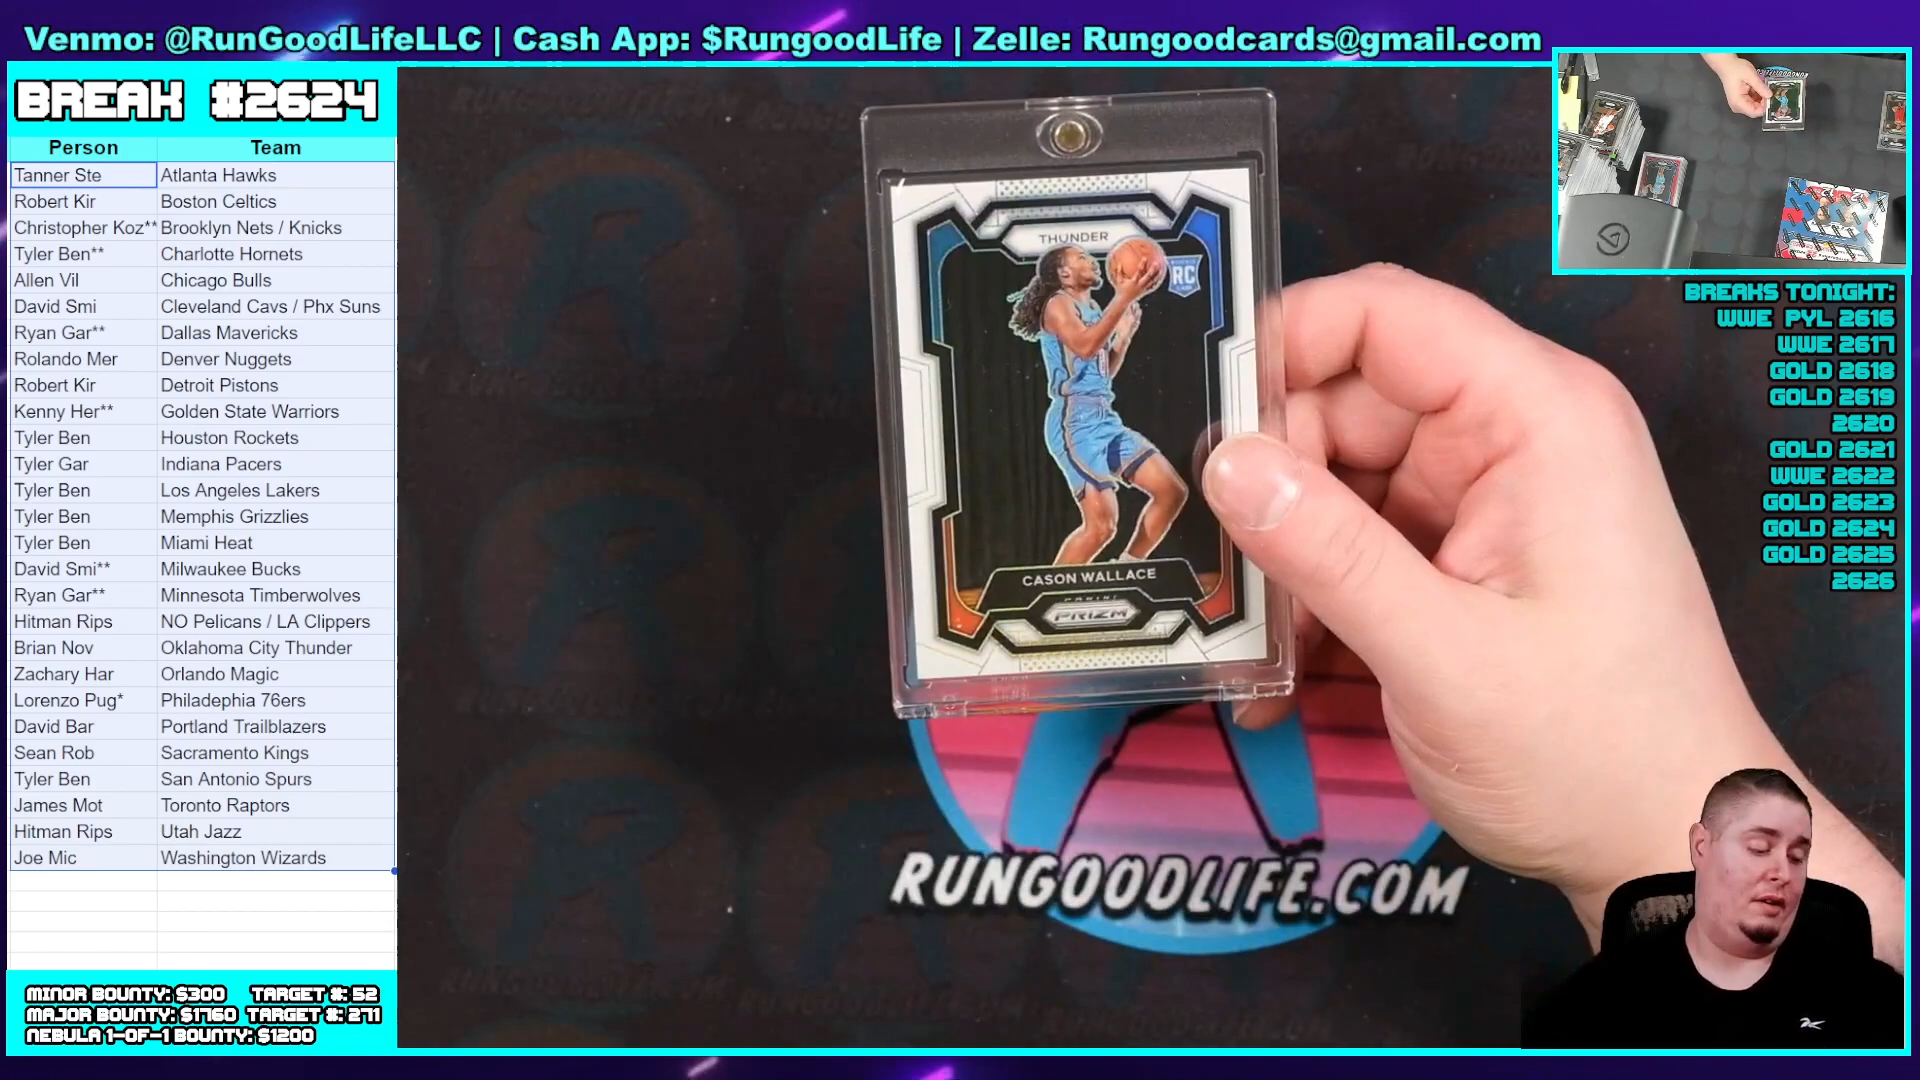 Venmo: @RunGoodLifeLLC | Cash App: $RungoodLife | Zelle: Rungoodcards@gmail.com
BREAK #2624
Person Team
Tanner Ste Atlanta Hawks
Robert Kir Boston Celtics
Christopher Koz** Brooklyn Nets / Knicks
Tyler Ben** Charlotte Hornets
Allen Vil Chicago Bulls
David Smi Cleveland Cavs / Phx Suns
Ryan Gar** Dallas Mavericks
Rolando Mer Denver Nuggets
Robert Kir Detroit Pistons
Kenny Her** Golden State Warriors
Tyler Ben Houston Rockets
Tyler Gar Indiana Pacers
Tyler Ben Los Angeles Lakers
Tyler Ben Memphis Grizzlies
Tyler Ben Miami Heat
David Smi** Milwaukee Bucks
Ryan Gar** Minnesota Timberwolves
Hitman Rips NO Pelicans / LA Clippers
Brian Nov Oklahoma City Thunder
Zachary Har Orlando Magic
Lorenzo Pug* Philadephia 76ers
David Bar Portland Trailblazers
Sean Rob Sacramento Kings
Tyler Ben San Antonio Spurs
James Mot Toronto Raptors
Hitman Rips Utah Jazz
Joe Mic Washington Wizards
MINOR BOUNTY: $300 TARGET #: 52
MAJOR BOUNTY: $1760 TARGET #: 271
NEBULA 1-OF-1 BOUNTY: $1200
THUNDER
RC
CASON WALLACE
PANINI
PRIZM
RUNGOODLIFE.COM
BREAKS TONIGHT:
WWE PYL 2616
WWE 2617
GOLD 2618
GOLD 2619
2620
GOLD 2621
WWE 2622
GOLD 2623
GOLD 2624
GOLD 2625
2626